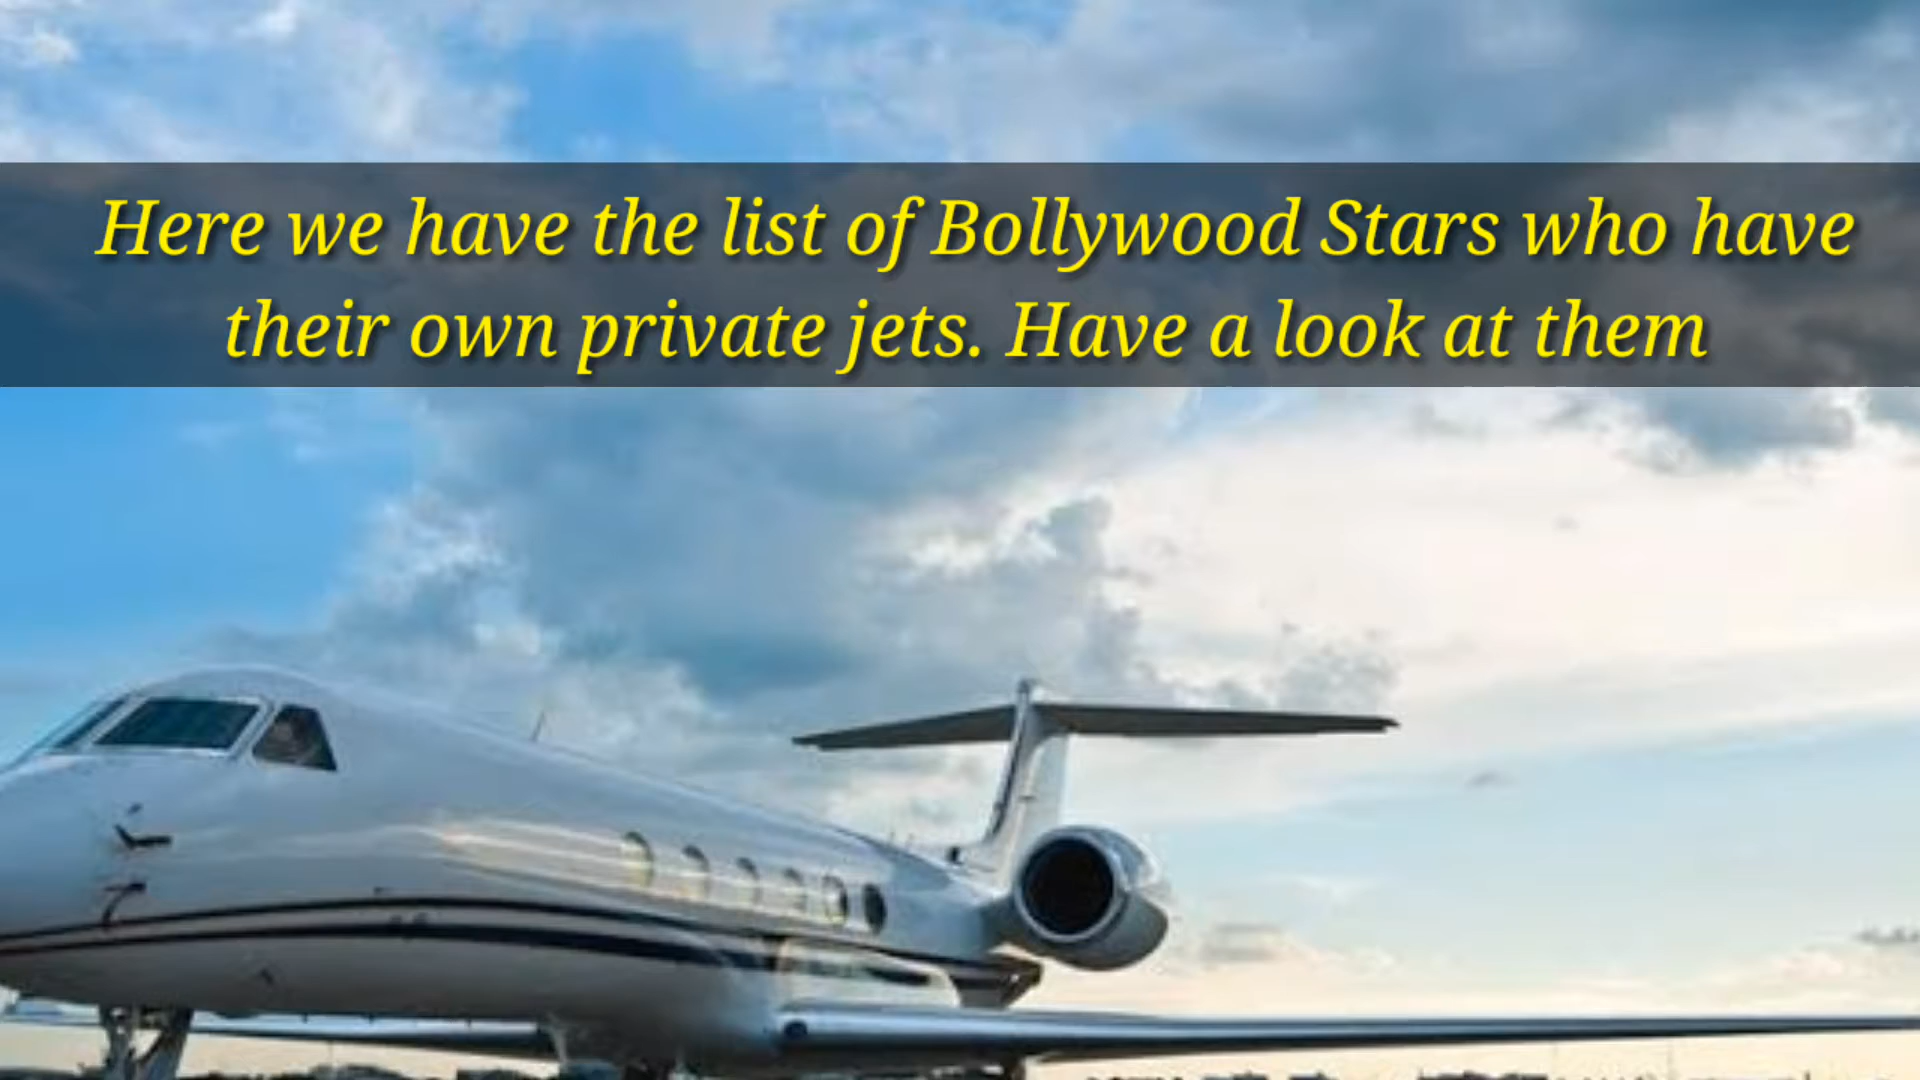 Here we have the list of Bollywood Stars who have
their own private jets. Have a look at them